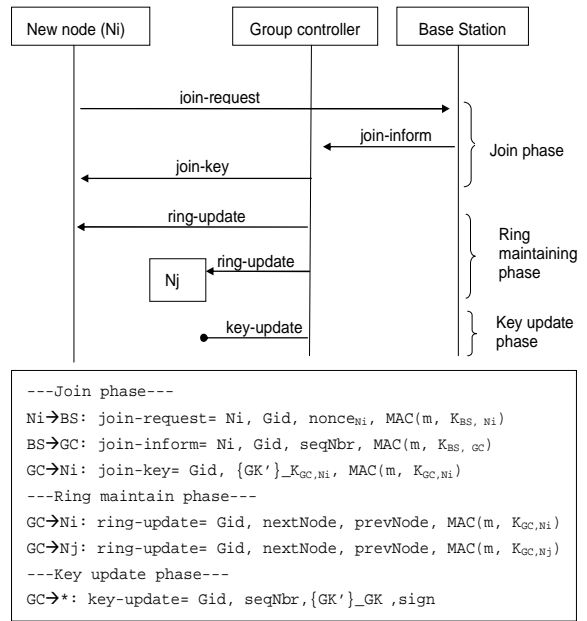 New node (Ni)
Group controller
Base Station
join-request
join-inform
Join phase
join-key
ring-update
Ring
maintaining
phase
ring-update
Nj
key-update
Key update
phase
---Join phase---
Ni→BS: join-request= Ni, Gid, nonceNi, MAC(m, KBS, Ni)
BS→GC: join-inform= Ni, Gid, seqNbr, MAC(m, KBS, GC)
GC→Ni: join-key= Gid, {GK’}_KGC,Ni, MAC(m, KGC,Ni)
---Ring maintain phase---
GC→Ni: ring-update= Gid, nextNode, prevNode, MAC(m, KGC,Ni)
GC→Nj: ring-update= Gid, nextNode, prevNode, MAC(m, KGC,Nj)
---Key update phase---
GC→*: key-update= Gid, seqNbr,{GK’}_GK ,sign